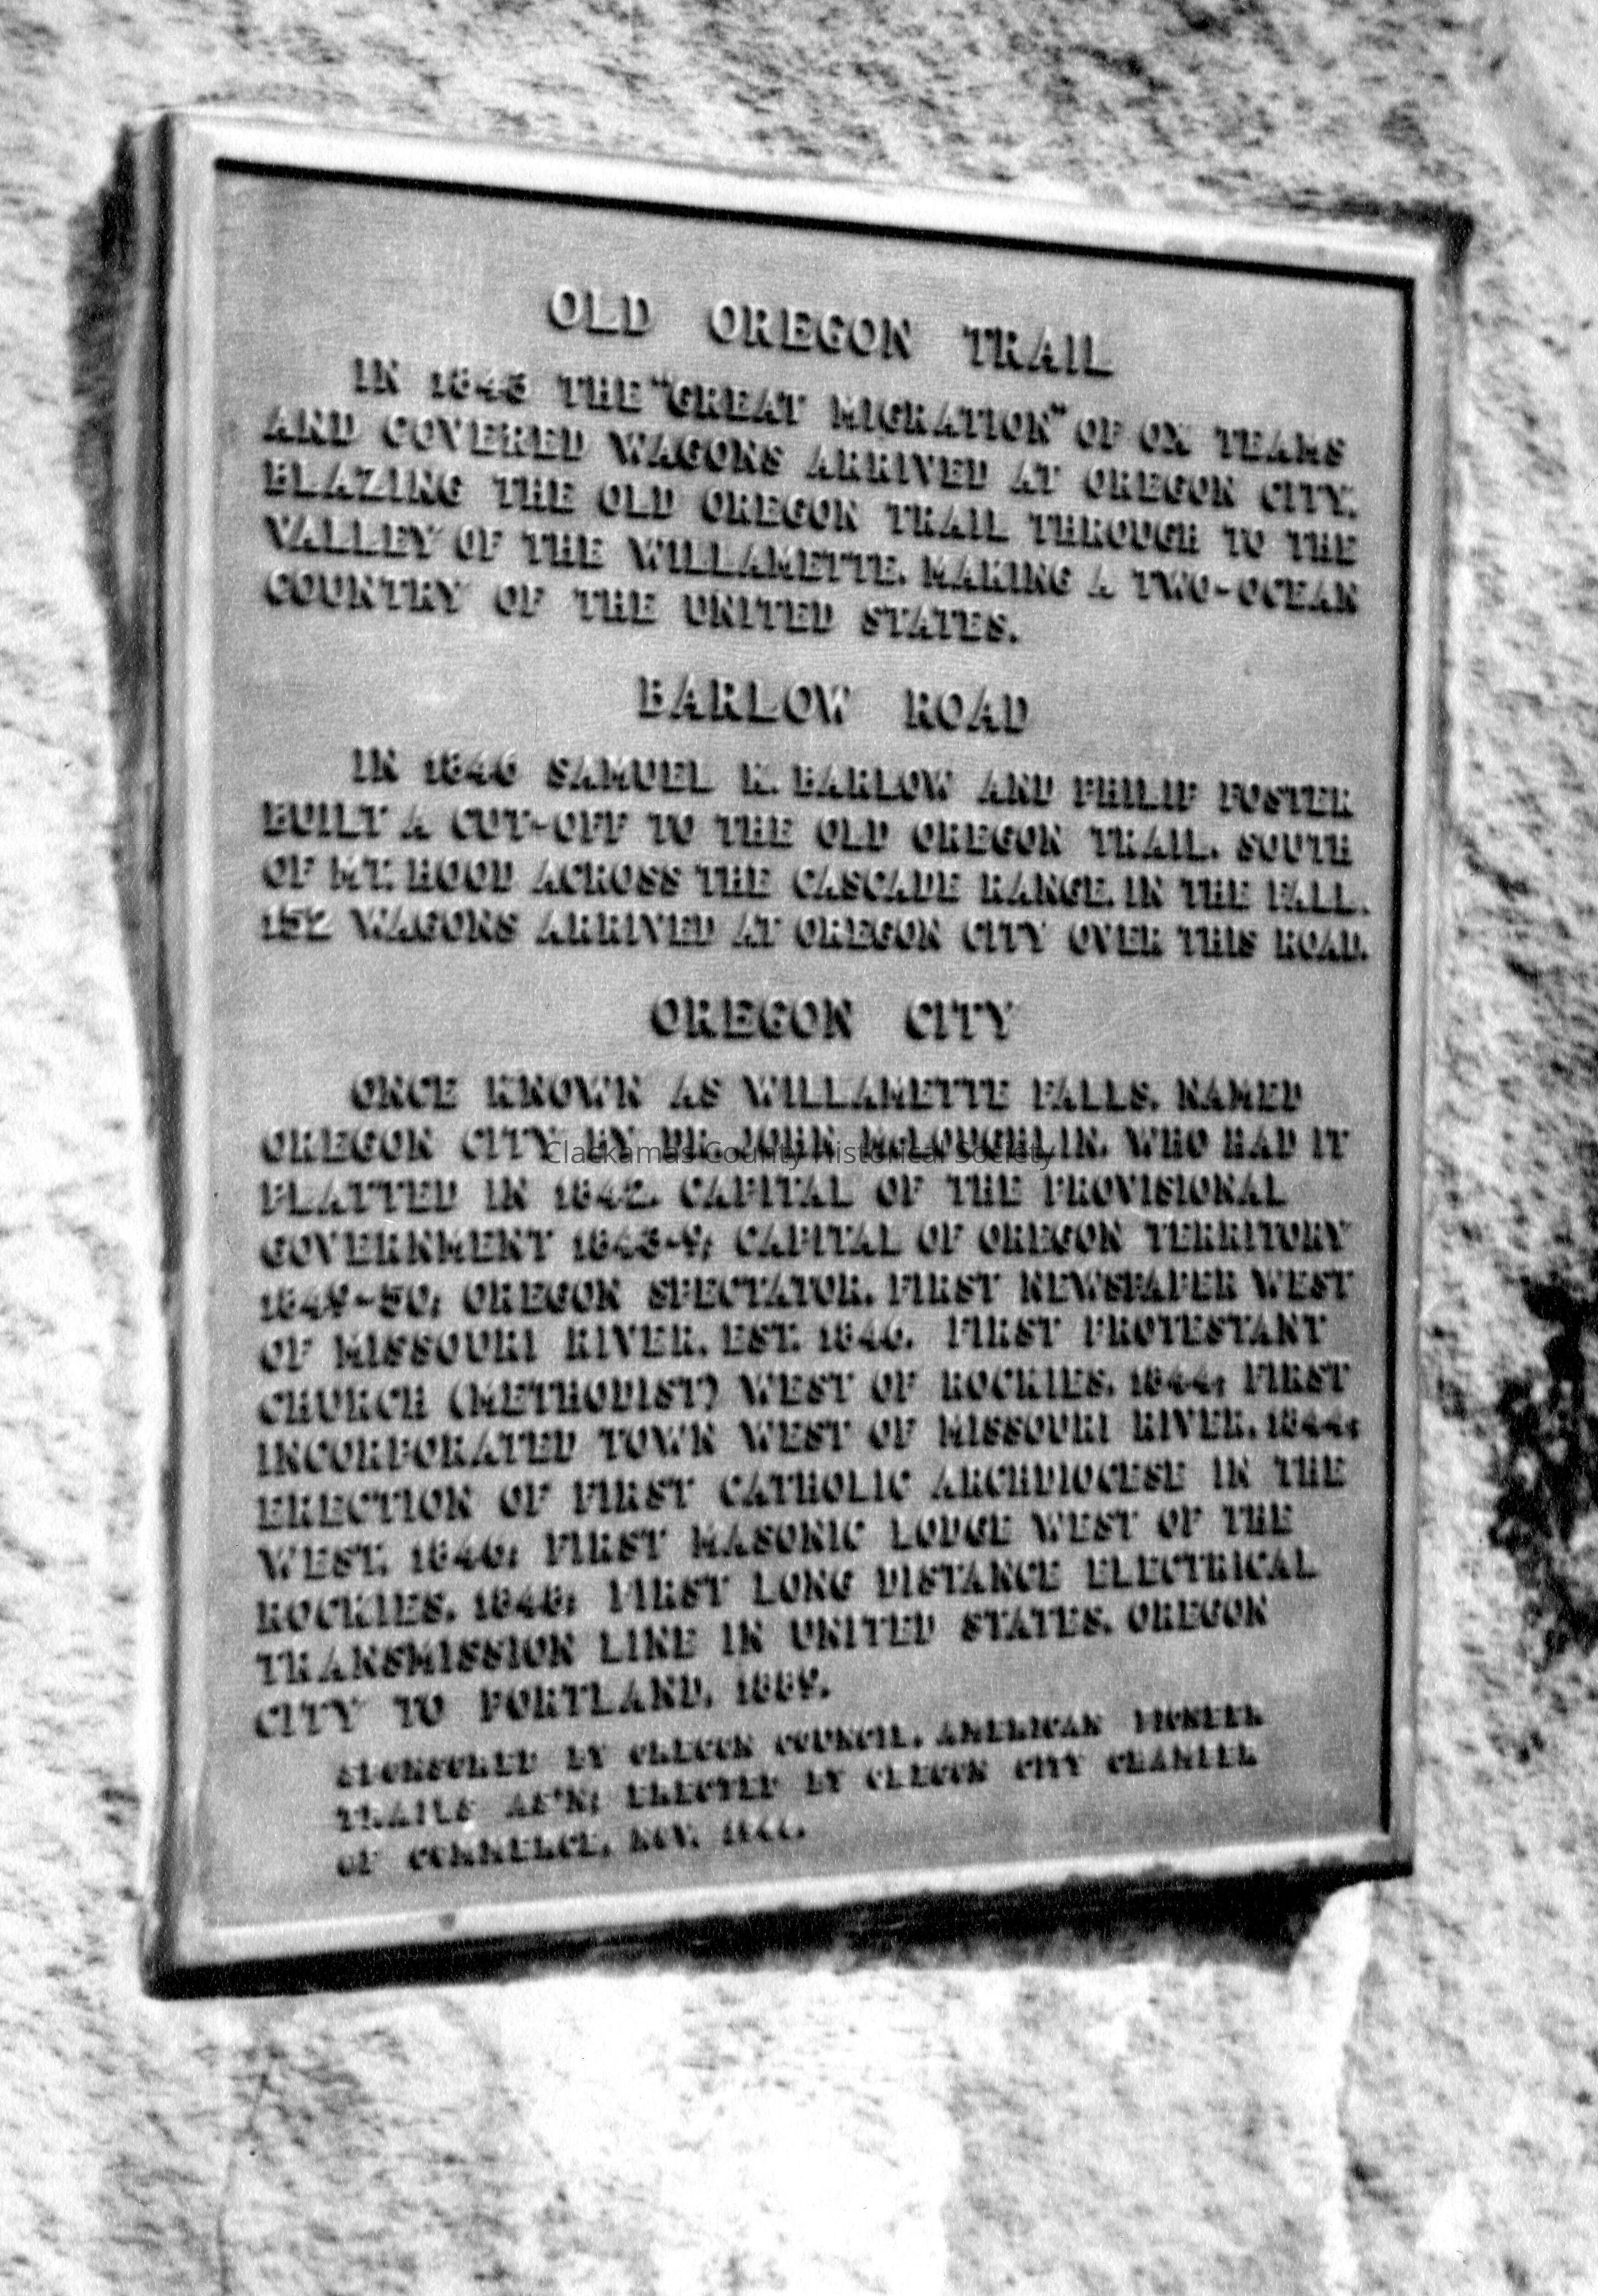 OLD OREGON TRAIL
IN 1843 THE "GREAT MIGRATION" OF OX TEAMS
AND COVERED WAGONS ARRIVED AT OREGON CITY,
BLAZING THE OLD OREGON TRAIL THROUGH TO THE
VALLEY OF THE WILLAMETTE, MAKING A TWO-OCEAN
COUNTRY OF THE UNITED STATES.
BARLOW ROAD
IN 1846 SAMUEL K. BARLOW AND PHILIP FOSTER
BUILT A CUT-OFF TO THE OLD OREGON TRAIL, SOUTH
OF MT. HOOD ACROSS THE CASCADE RANGE. IN THE FALL,
152 WAGONS ARRIVED AT OREGON CITY OVER THIS ROAD.
OREGON CITY
ONCE KNOWN AS WILLAMETTE FALLS, NAMED
OREGON CITY BY DR. JOHN McLOUGHLIN, WHO HAD IT
PLATTED IN 1842. CAPITAL OF THE PROVISIONAL
GOVERNMENT 1843-9; CAPITAL OF OREGON TERRITORY
1849-50; OREGON SPECTATOR, FIRST NEWSPAPER WEST
OF MISSOURI RIVER, EST. 1846. FIRST PROTESTANT
CHURCH (METHODIST) WEST OF ROCKIES, 1844; FIRST
INCORPORATED TOWN WEST OF MISSOURI RIVER, 1844;
ERECTION OF FIRST CATHOLIC ARCHDIOCESE IN THE
WEST, 1846; FIRST MASONIC LODGE WEST OF THE
ROCKIES, 1848; FIRST LONG DISTANCE ELECTRICAL
TRANSMISSION LINE IN UNITED STATES, OREGON
CITY TO PORTLAND, 1889.
SPONSORED BY OREGON COUNCIL, AMERICAN PIONEER
TRAILS AS'N; ERECTED BY OREGON CITY CHAMBER
OF COMMERCE, NOV.
Clackamas County Historical Society